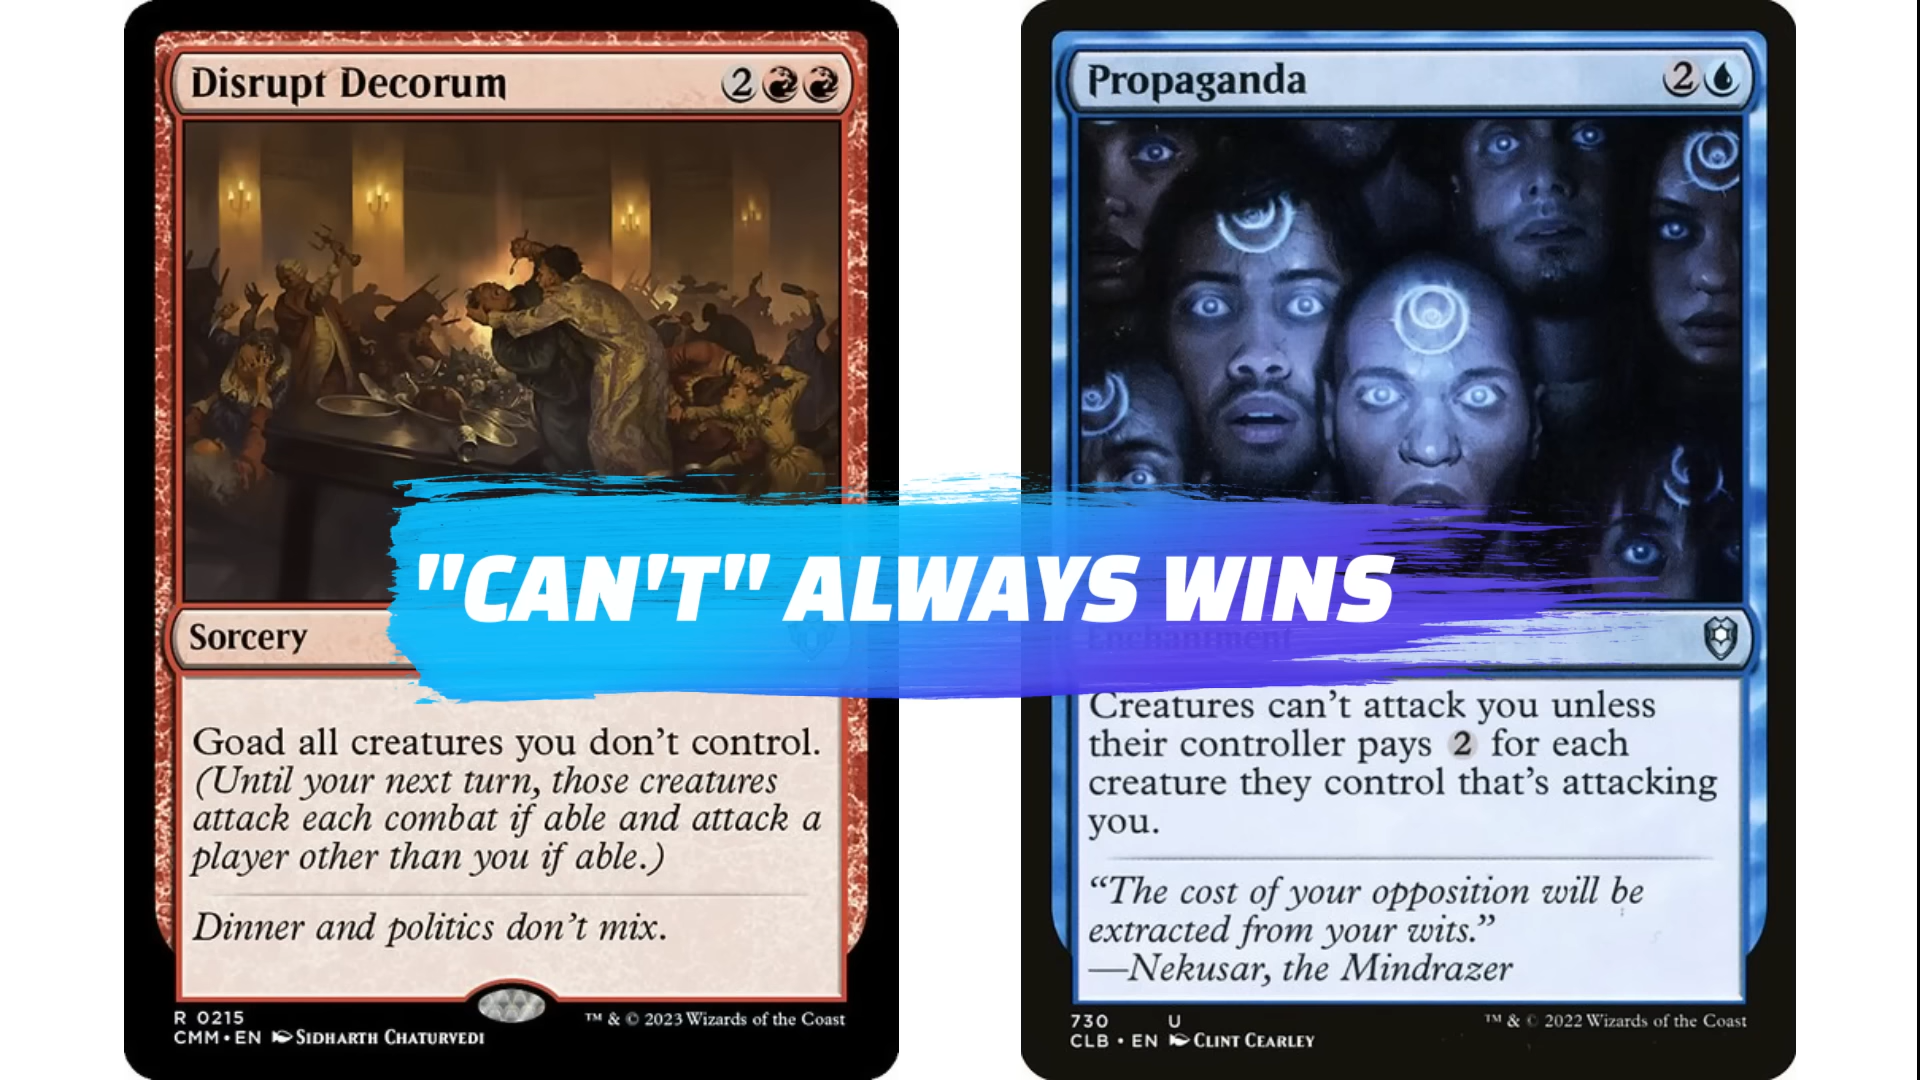 Disrupt Decorum 2
Sorcery
Goad all creatures you don't control.
(Until your next turn, those creatures
attack each combat if able and attack a
player other than you if able.)
Dinner and politics don't mix.
R 0215
CMM • EN SIDHARTH CHATURVEDI
™ & © 2023 Wizards of the Coast
"CAN'T" ALWAYS WINS
Propaganda 2
Enchantment
Creatures can't attack you unless
their controller pays 2 for each
creature they control that's attacking
you.
“The cost of your opposition will be
extracted from your wits.”
—Nekusar, the Mindrazer
730 U
CLB • EN CLINT CEARLEY
™ & © 2022 Wizards of the Coast